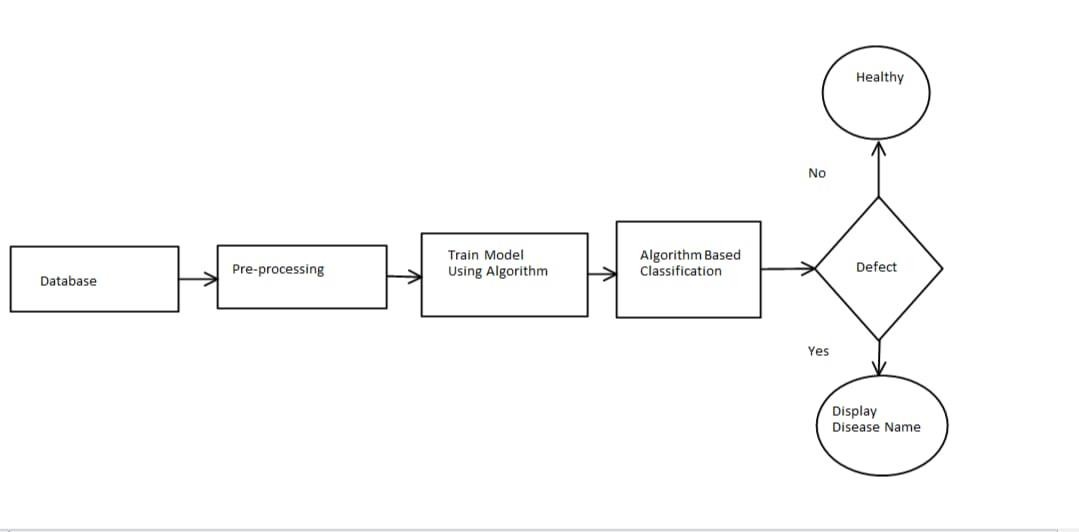 Database
Pre-processing
Train Model
Using Algorithm
Algorithm Based
Classification
Defect
No
Healthy
Yes
Display
Disease Name